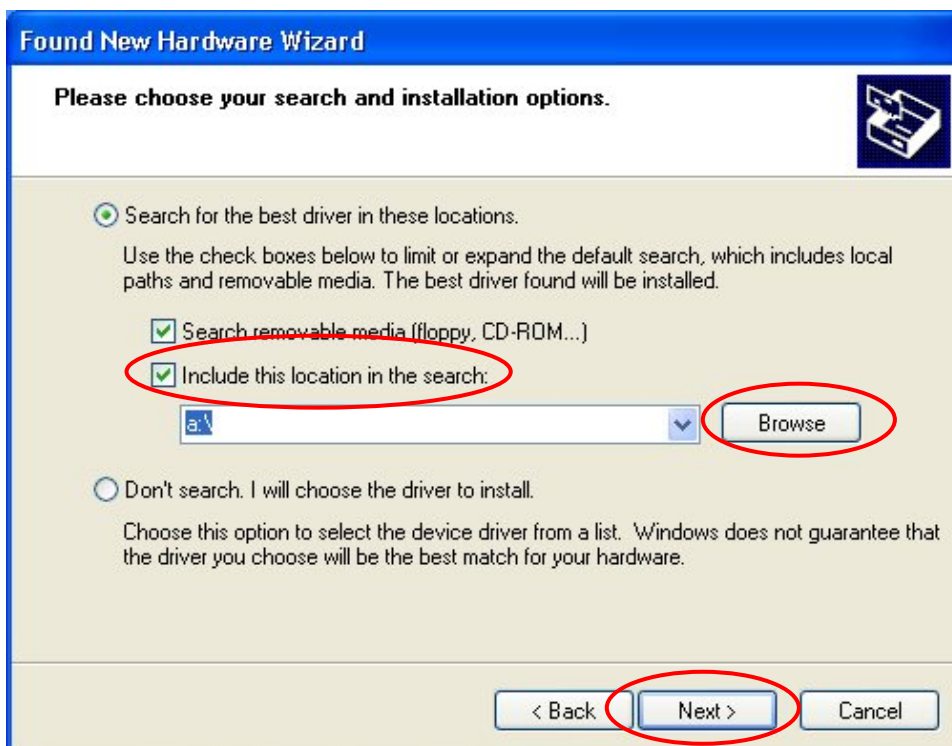 Found New Hardware Wizard
Please choose your search and installation options.
Search for the best driver in these locations.
Use the check boxes below to limit or expand the default search, which includes local
paths and removable media. The best driver found will be installed.
Search removable media (floppy, CD-ROM...)
Include this location in the search:
a:\
Browse
Don't search. I will choose the driver to install.
Choose this option to select the device driver from a list.  Windows does not guarantee that
the driver you choose will be the best match for your hardware.
< Back
Next >
Cancel